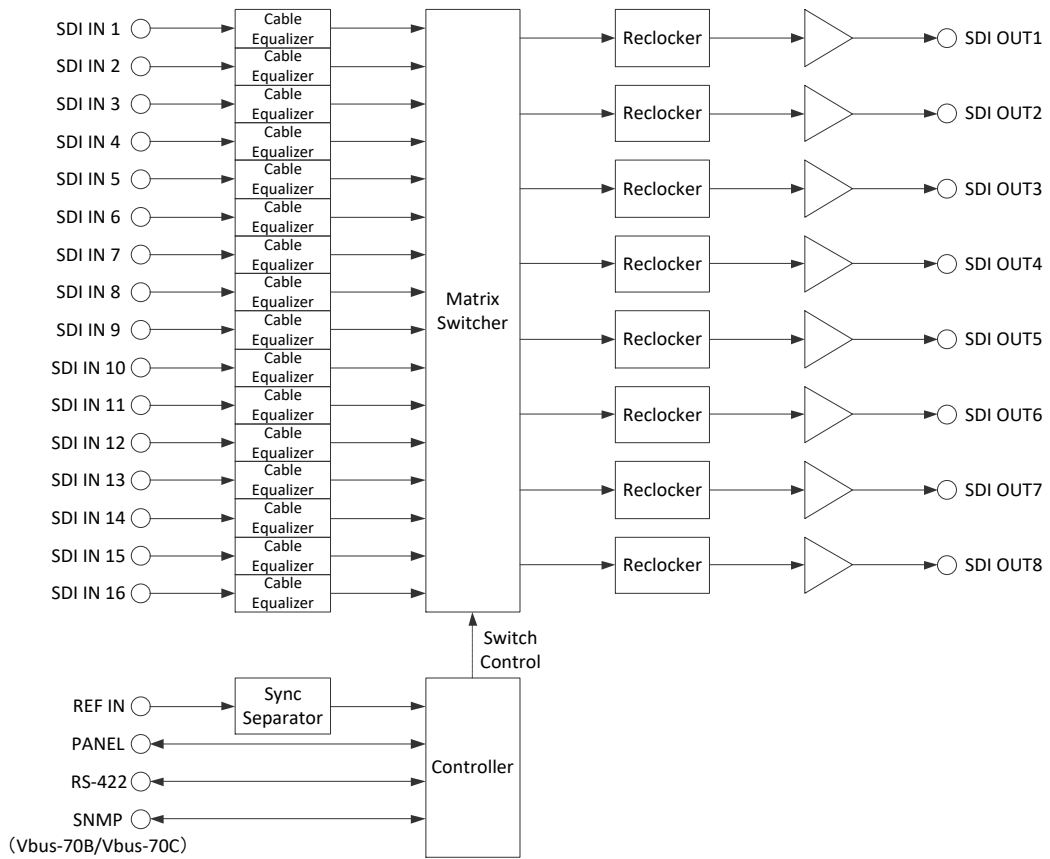 SDI IN 1
Cable
Equalizer
SDI IN 2
Cable
Equalizer
SDI IN 3
Cable
Equalizer
SDI IN 4
Cable
Equalizer
SDI IN 5
Cable
Equalizer
SDI IN 6
Cable
Equalizer
SDI IN 7
Cable
Equalizer
SDI IN 8
Cable
Equalizer
SDI IN 9
Cable
Equalizer
SDI IN 10
Cable
Equalizer
SDI IN 11
Cable
Equalizer
SDI IN 12
Cable
Equalizer
SDI IN 13
Cable
Equalizer
SDI IN 14
Cable
Equalizer
SDI IN 15
Cable
Equalizer
SDI IN 16
Cable
Equalizer
Matrix
Switcher
Reclocker
SDI OUT1
Reclocker
SDI OUT2
Reclocker
SDI OUT3
Reclocker
SDI OUT4
Reclocker
SDI OUT5
Reclocker
SDI OUT6
Reclocker
SDI OUT7
Reclocker
SDI OUT8
Switch
Control
REF IN
Sync
Separator
PANEL
RS-422
SNMP
（Vbus-70B/Vbus-70C）
Controller